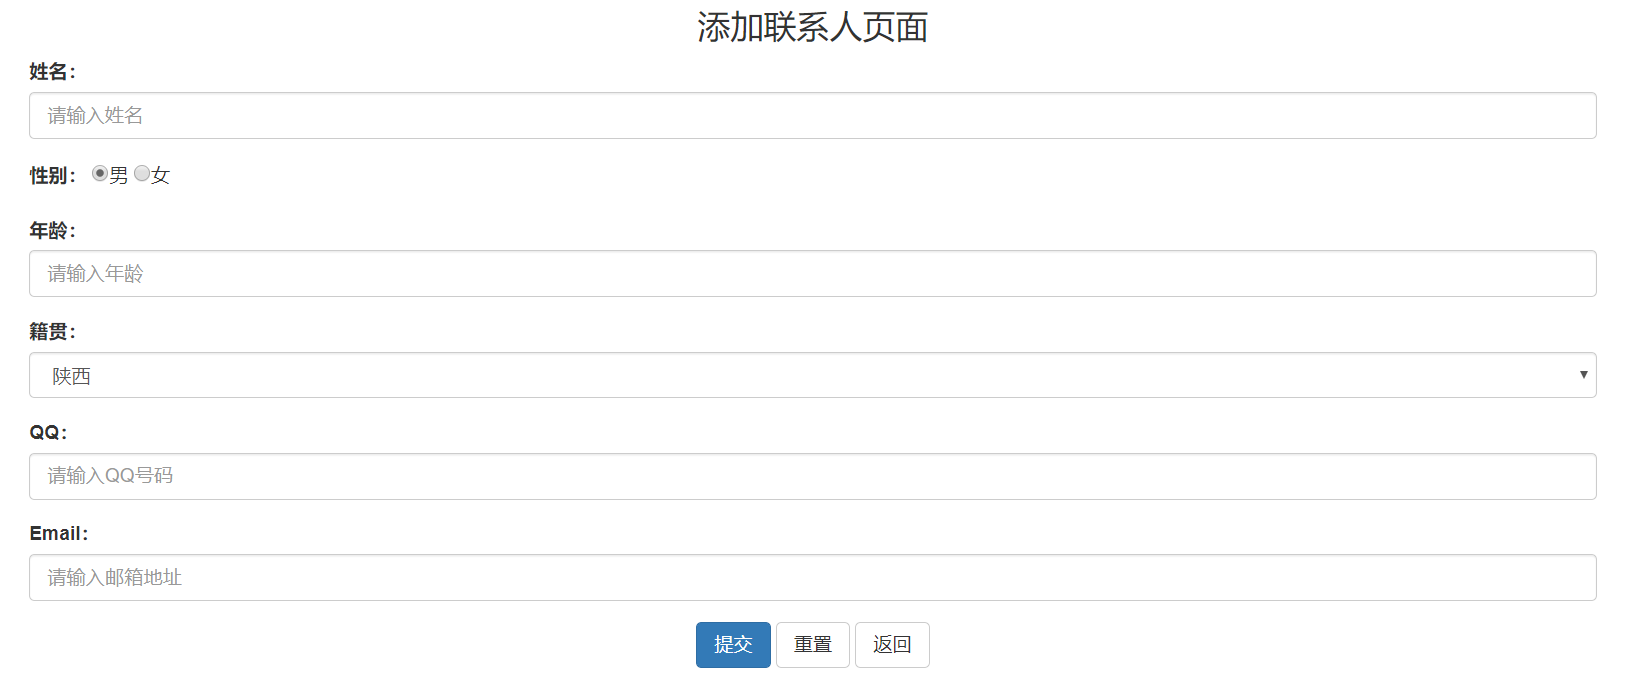 添加联系人页面
姓名：
请输入姓名
性别： 男 女
年龄：
请输入年龄
籍贯：
陕西
QQ：
请输入QQ号码
Email：
请输入邮箱地址
提交 重置 返回